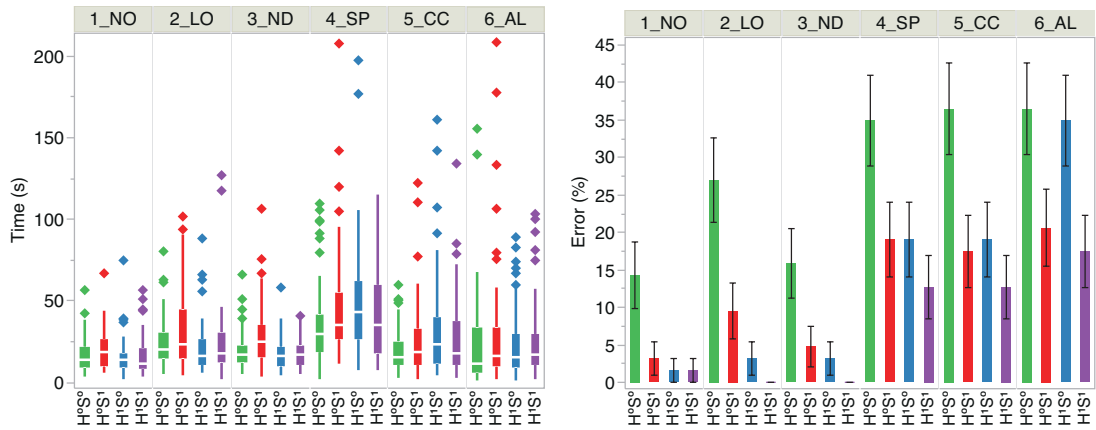 1_NO 2_LO 3_ND 4_SP 5_CC 6_AL
200
150
100
50
0
Time (s)
H⁰S⁰ H⁰S1 H¹S⁰ H¹S1 H⁰S⁰ H⁰S1 H¹S⁰ H¹S1 H⁰S⁰ H⁰S1 H¹S⁰ H¹S1 H⁰S⁰ H⁰S1 H¹S⁰ H¹S1 H⁰S⁰ H⁰S1 H¹S⁰ H¹S1 H⁰S⁰ H⁰S1 H¹S⁰ H¹S1
1_NO 2_LO 3_ND 4_SP 5_CC 6_AL
45
40
35
30
25
20
15
10
5
0
Error (%)
H⁰S⁰ H⁰S1 H¹S⁰ H¹S1 H⁰S⁰ H⁰S1 H¹S⁰ H¹S1 H⁰S⁰ H⁰S1 H¹S⁰ H¹S1 H⁰S⁰ H⁰S1 H¹S⁰ H¹S1 H⁰S⁰ H⁰S1 H¹S⁰ H¹S1 H⁰S⁰ H⁰S1 H¹S⁰ H¹S1